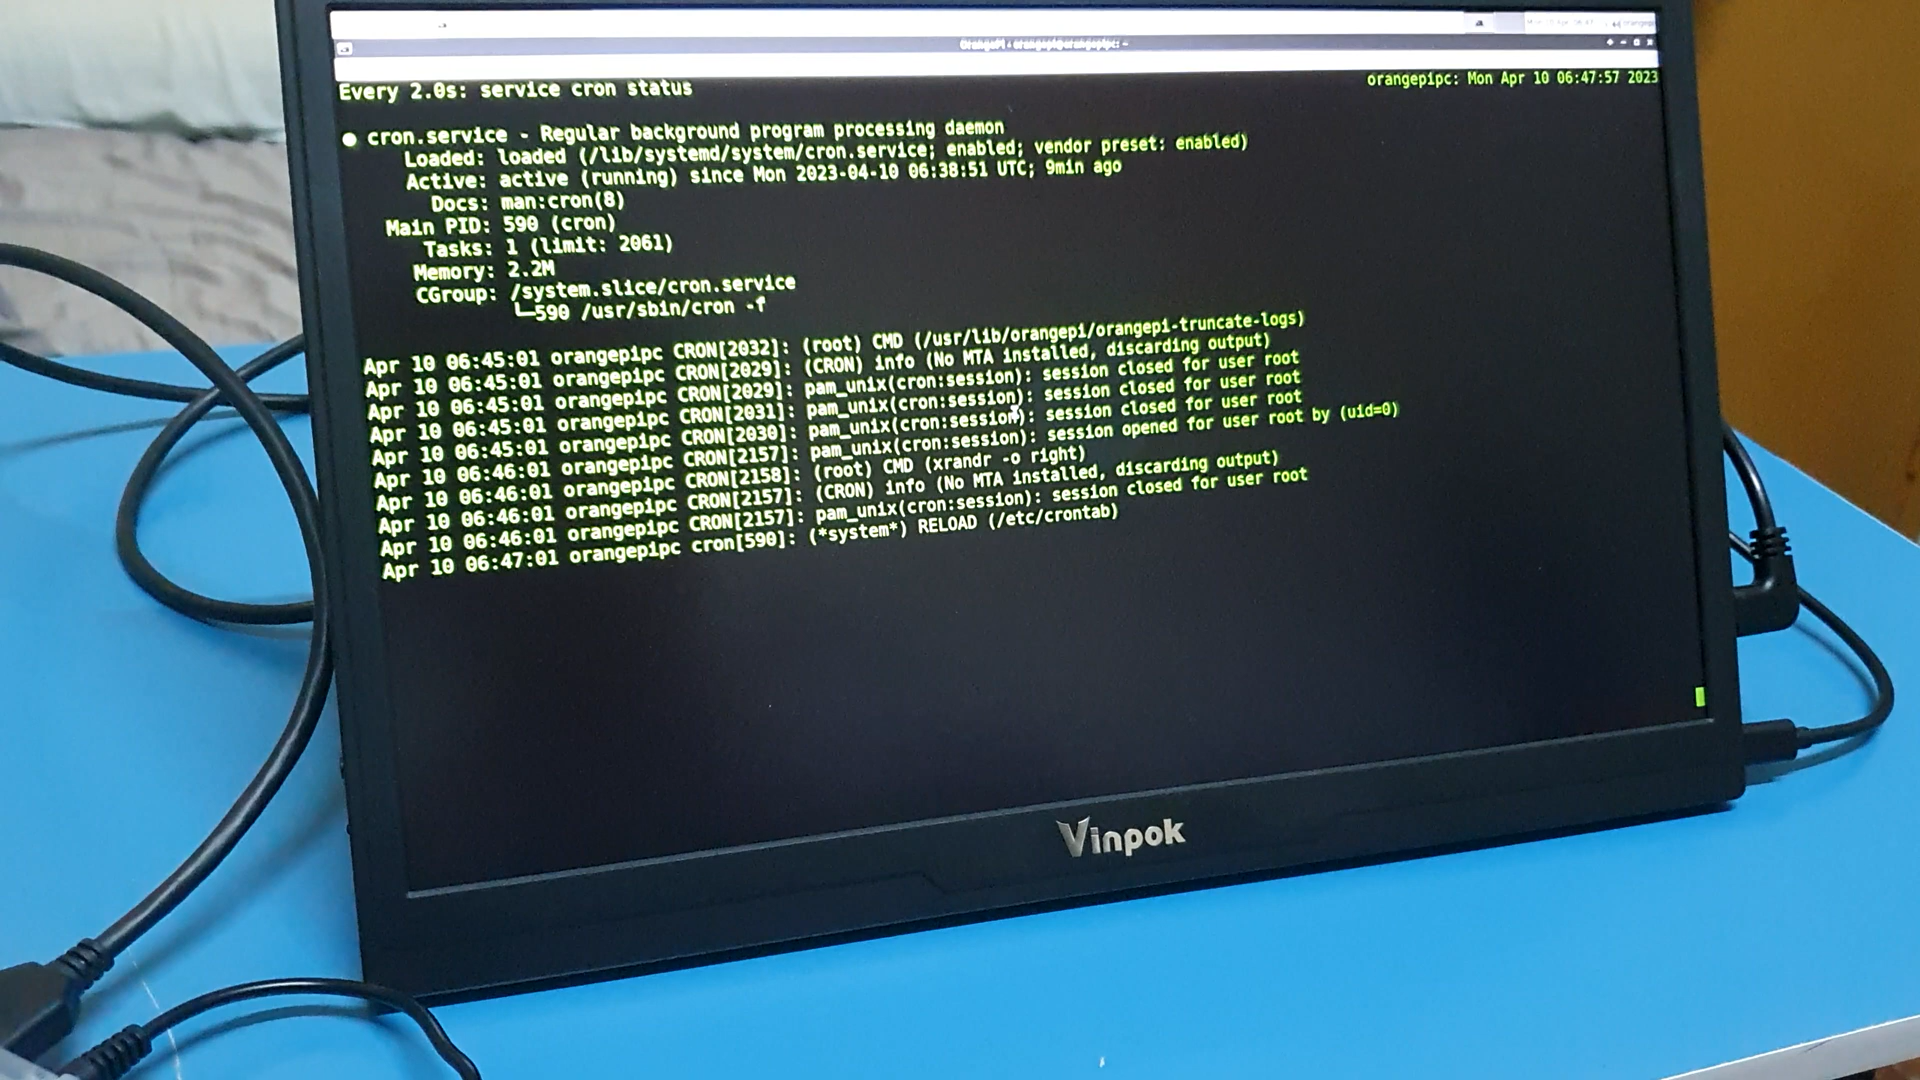 OrangePi: orangepi@orangepipc: ~
Every 2.0s: service cron status
orangepipc: Mon Apr 10 06:47:57 2023
● cron.service - Regular background program processing daemon
Loaded: loaded (/lib/systemd/system/cron.service; enabled; vendor preset: enabled)
Active: active (running) since Mon 2023-04-10 06:38:51 UTC; 9min ago
Docs: man:cron(8)
Main PID: 590 (cron)
Tasks: 1 (limit: 2061)
Memory: 2.2M
CGroup: /system.slice/cron.service
└─590 /usr/sbin/cron -f
Apr 10 06:45:01 orangepipc CRON[2032]: (root) CMD (/usr/lib/orangepi/orangepi-truncate-logs)
Apr 10 06:45:01 orangepipc CRON[2029]: (CRON) info (No MTA installed, discarding output)
Apr 10 06:45:01 orangepipc CRON[2029]: pam_unix(cron:session): session closed for user root
Apr 10 06:45:01 orangepipc CRON[2031]: pam_unix(cron:session): session closed for user root
Apr 10 06:45:01 orangepipc CRON[2030]: pam_unix(cron:session): session closed for user root
Apr 10 06:46:01 orangepipc CRON[2157]: pam_unix(cron:session): session opened for user root by (uid=0)
Apr 10 06:46:01 orangepipc CRON[2158]: (root) CMD (xrandr -o right)
Apr 10 06:46:01 orangepipc CRON[2157]: (CRON) info (No MTA installed, discarding output)
Apr 10 06:46:01 orangepipc CRON[2157]: pam_unix(cron:session): session closed for user root
Apr 10 06:47:01 orangepipc cron[590]: (*system*) RELOAD (/etc/crontab)
Vinpok